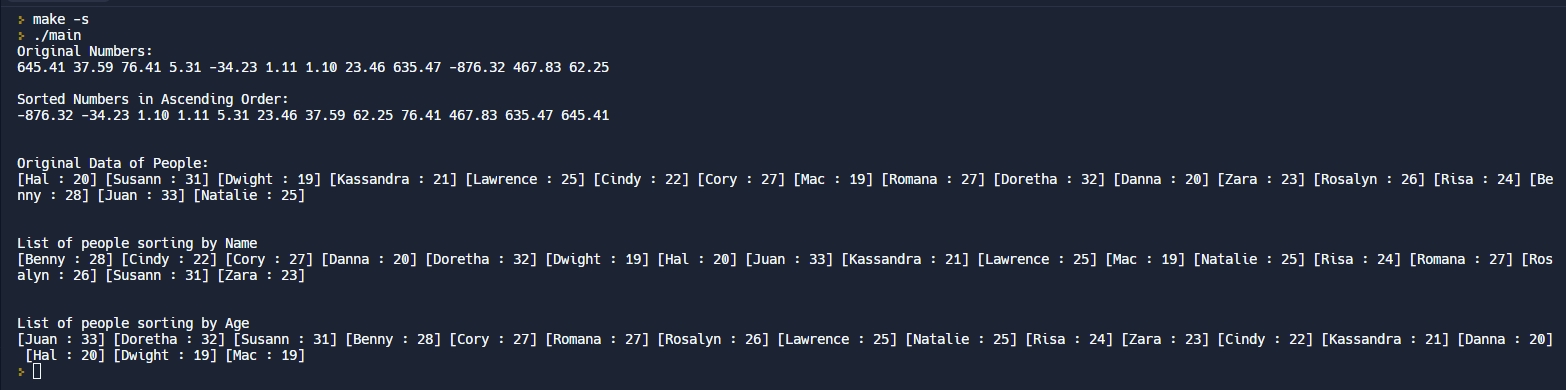 > make -s
> ./main
Original Numbers:
645.41 37.59 76.41 5.31 -34.23 1.11 1.10 23.46 635.47 -876.32 467.83 62.25
Sorted Numbers in Ascending Order:
-876.32 -34.23 1.10 1.11 5.31 23.46 37.59 62.25 76.41 467.83 635.47 645.41
Original Data of People:
[Hal : 20] [Susann : 31] [Dwight : 19] [Kassandra : 21] [Lawrence : 25] [Cindy : 22] [Cory : 27] [Mac : 19] [Romana : 27] [Doretha : 32] [Danna : 20] [Zara : 23] [Rosalyn : 26] [Risa : 24] [Be
nny : 28] [Juan : 33] [Natalie : 25]
List of people sorting by Name
[Benny : 28] [Cindy : 22] [Cory : 27] [Danna : 20] [Doretha : 32] [Dwight : 19] [Hal : 20] [Juan : 33] [Kassandra : 21] [Lawrence : 25] [Mac : 19] [Natalie : 25] [Risa : 24] [Romana : 27] [Ros
alyn : 26] [Susann : 31] [Zara : 23]
List of people sorting by Age
[Juan : 33] [Doretha : 32] [Susann : 31] [Benny : 28] [Cory : 27] [Romana : 27] [Rosalyn : 26] [Lawrence : 25] [Natalie : 25] [Risa : 24] [Zara : 23] [Cindy : 22] [Kassandra : 21] [Danna : 20]
[Hal : 20] [Dwight : 19] [Mac : 19]
>